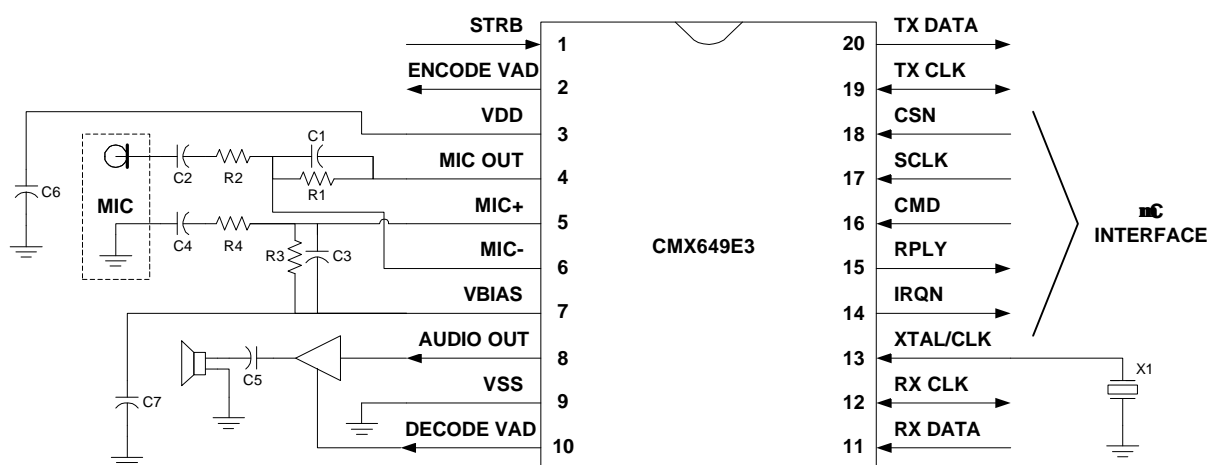 STRB
1
20
TX DATA
ENCODE VAD
2
19
TX CLK
VDD
3
18
CSN
C1
MIC OUT
4
17
SCLK
C2
R2
R1
C6
MIC
MIC+
5
16
CMD
C4
R4
R3
C3
MIC-
6
CMX649E3
15
RPLY
INTERFACE
VBIAS
7
14
IRQN
AUDIO OUT
8
13
XTAL/CLK
X1
C5
VSS
9
12
RX CLK
C7
DECODE VAD
10
11
RX DATA